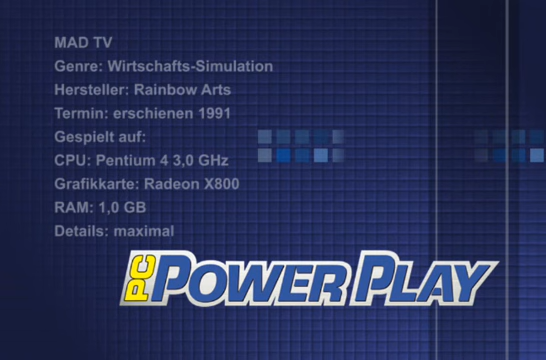 MAD TV
Genre: Wirtschafts-Simulation
Hersteller: Rainbow Arts
Termin: erschienen 1991
Gespielt auf:
CPU: Pentium 4 3,0 GHz
Grafikkarte: Radeon X800
RAM: 1,0 GB
Details: maximal
PC POWER PLAY